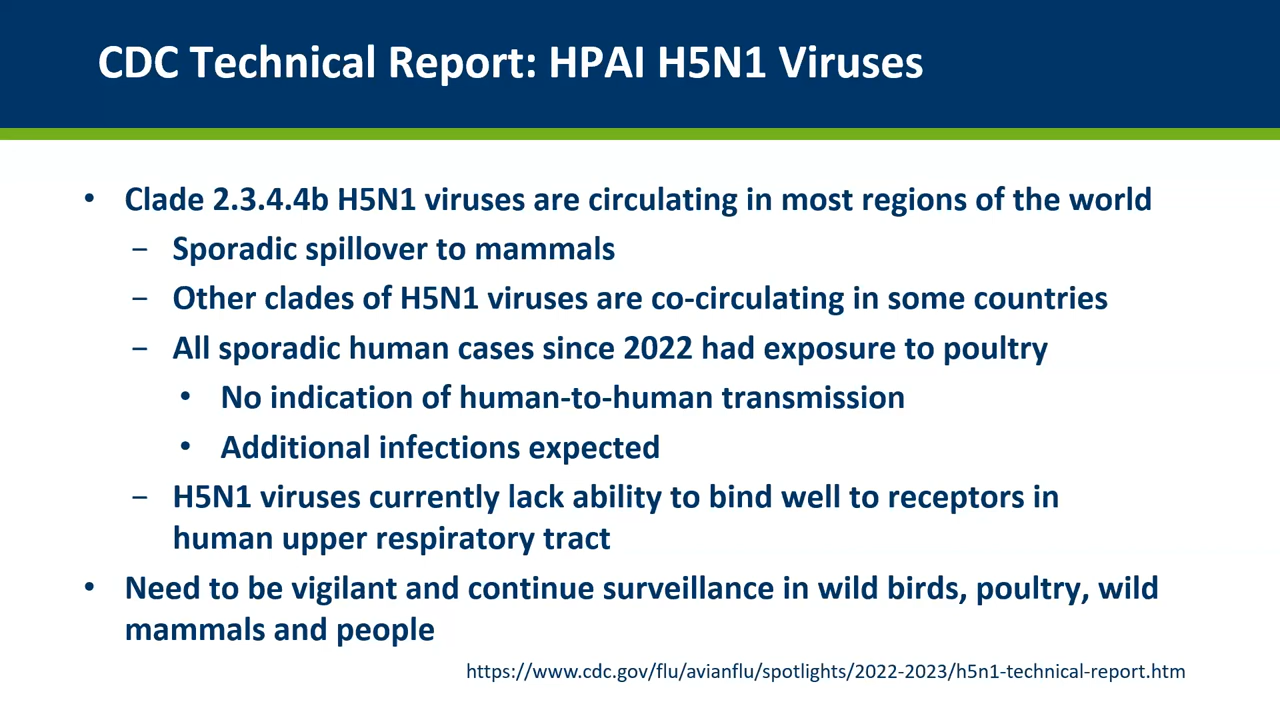 CDC Technical Report: HPAI H5N1 Viruses
• Clade 2.3.4.4b H5N1 viruses are circulating in most regions of the world
– Sporadic spillover to mammals
– Other clades of H5N1 viruses are co-circulating in some countries
– All sporadic human cases since 2022 had exposure to poultry
• No indication of human-to-human transmission
• Additional infections expected
– H5N1 viruses currently lack ability to bind well to receptors in
human upper respiratory tract
• Need to be vigilant and continue surveillance in wild birds, poultry, wild
mammals and people
https://www.cdc.gov/flu/avianflu/spotlights/2022-2023/h5n1-technical-report.htm